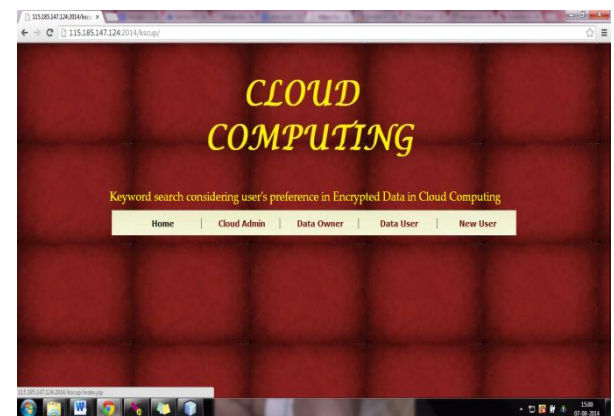 115.185.147.124:2014/ksc
115.185.147.124:2014/kscup/
CLOUD
COMPUTING
Keyword search considering user's preference in Encrypted Data in Cloud Computing
Home | Cloud Admin | Data Owner | Data User | New User
115.185.147.124:2014/kscup/index.jsp
15:00
07-08-2014